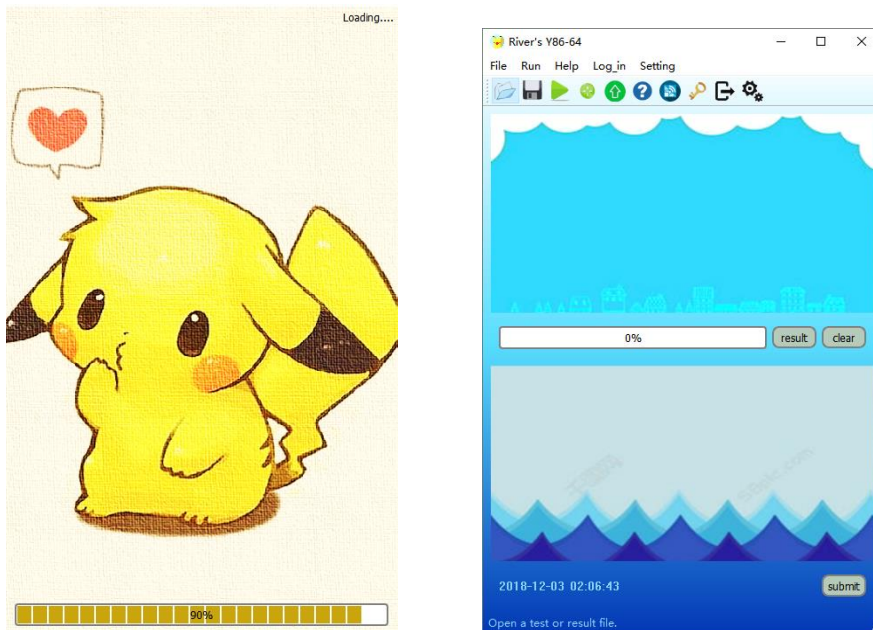 Loading....
90%
River's Y86-64
File Run Help Log_in Setting
0%
result clear
2018-12-03 02:06:43
submit
Open a test or result file.